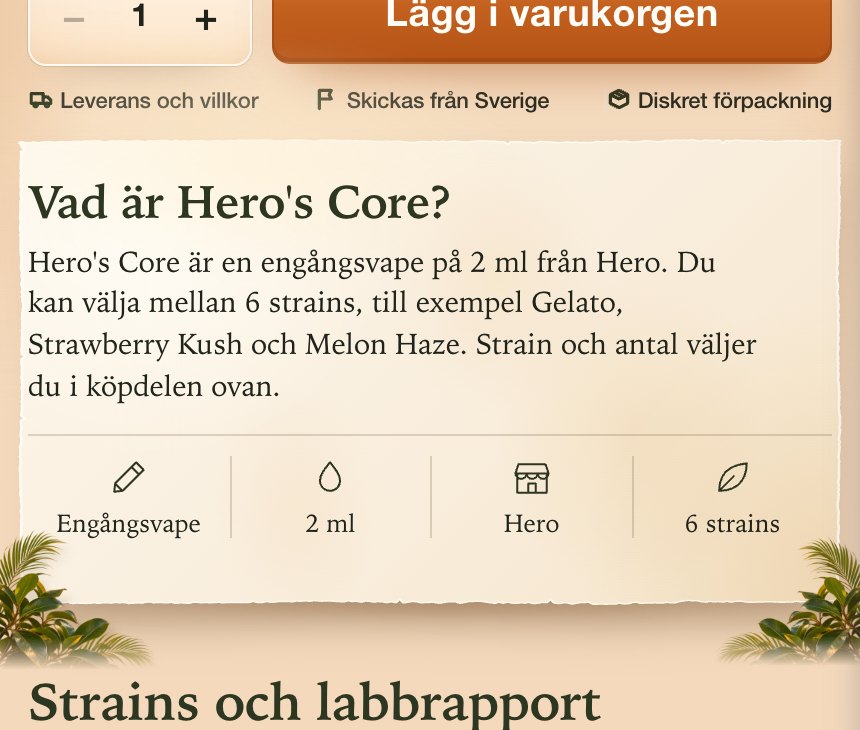 1
Lägg i varukorgen
Leverans och villkor
Skickas från Sverige
Diskret förpackning
Vad är Hero's Core?
Hero's Core är en engångsvape på 2 ml från Hero. Du
kan välja mellan 6 strains, till exempel Gelato,
Strawberry Kush och Melon Haze. Strain och antal väljer
du i köpdelen ovan.
Engångsvape
2 ml
Hero
6 strains
Strains och labbrapport